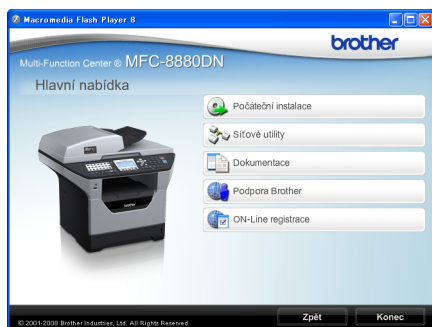 Macromedia Flash Player 8
brother
Multi-Function Center ® MFC-8880DN
Hlavní nabídka
Počáteční instalace
Síťové utility
Dokumentace
Podpora Brother
ON-Line registrace
Zpět
Konec
© 2001-2008 Brother Industries, Ltd. All Rights Reserved.